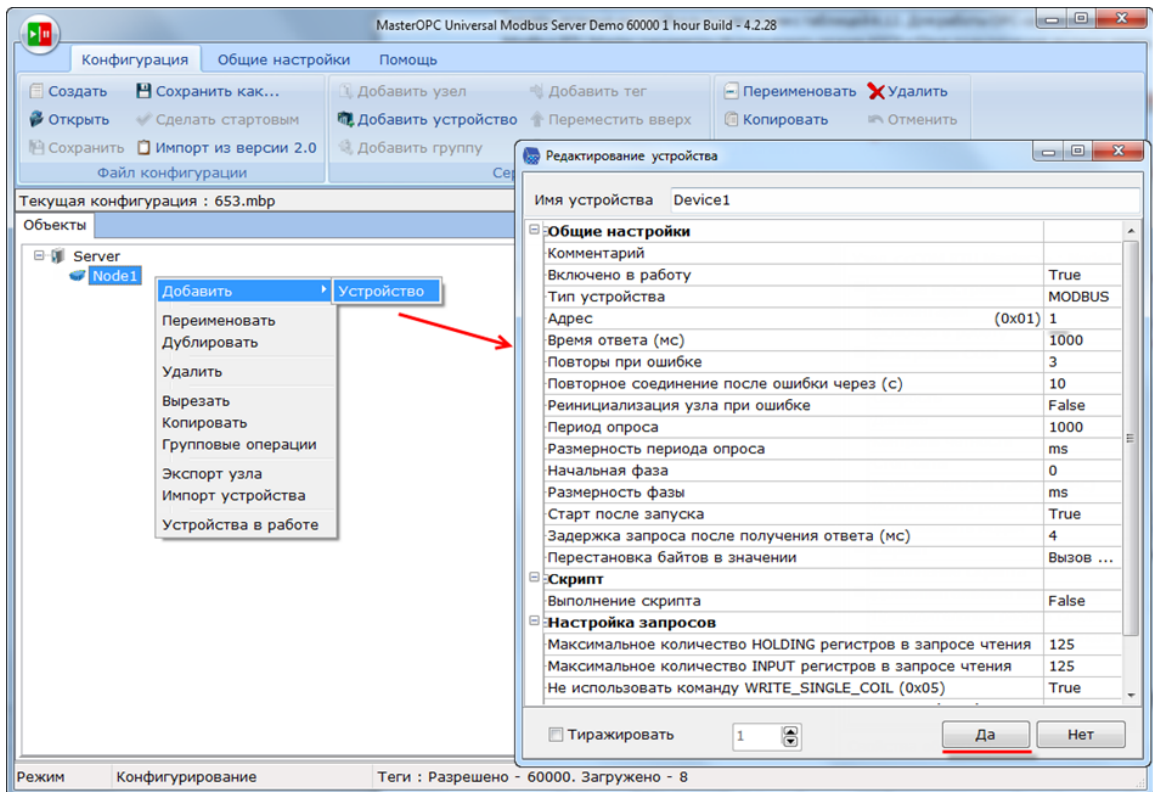 MasterOPC Universal Modbus Server Demo 60000 1 hour Build - 4.2.28
Конфигурация Общие настройки Помощь
Создать Сохранить как... Добавить узел Добавить тег Переименовать Удалить
Открыть Сделать стартовым Добавить устройство Переместить вверх Копировать Отменить
Сохранить Импорт из версии 2.0 Добавить группу
Файл конфигурации
Текущая конфигурация : 653.mbp
Объекты
Server
Node1
Добавить Устройство
Переименовать
Дублировать
Удалить
Вырезать
Копировать
Групповые операции
Экспорт узла
Импорт устройства
Устройства в работе
Редактирование устройства
Имя устройства Device1
Общие настройки
Комментарий
Включено в работу True
Тип устройства MODBUS
Адрес (0x01) 1
Время ответа (мс) 1000
Повторы при ошибке 3
Повторное соединение после ошибки через (с) 10
Реинициализация узла при ошибке False
Период опроса 1000
Размерность периода опроса ms
Начальная фаза 0
Размерность фазы ms
Старт после запуска True
Задержка запроса после получения ответа (мс) 4
Перестановка байтов в значении Вызов ...
Скрипт
Выполнение скрипта False
Настройка запросов
Максимальное количество HOLDING регистров в запросе чтения 125
Максимальное количество INPUT регистров в запросе чтения 125
Не использовать команду WRITE_SINGLE_COIL (0x05) True
Тиражировать 1 Да Нет
Режим Конфигурирование Теги : Разрешено - 60000. Загружено - 8